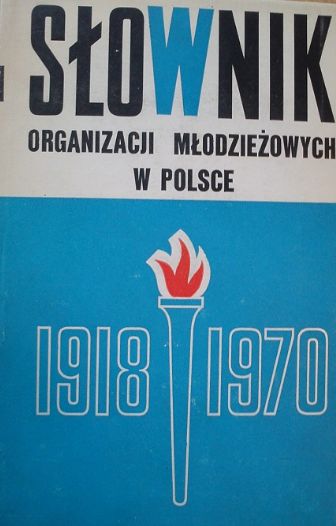 SŁOWNIK
ORGANIZACJI MŁODZIEŻOWYCH
W POLSCE
1918 1970